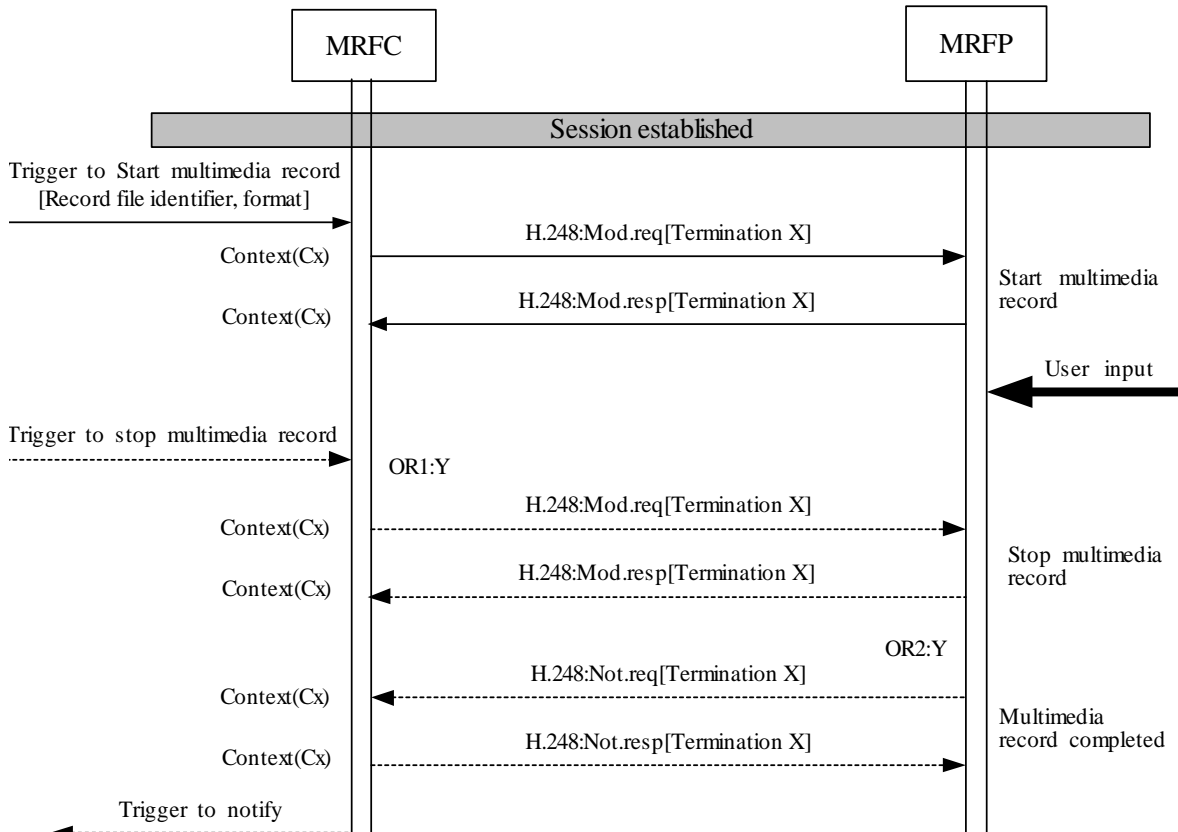 MRFC
MRFP
Session established
Trigger to Start multimedia record
[Record file identifier, format]
H.248:Mod.req[Termination X]
Context(Cx)
Start multimedia
record
H.248:Mod.resp[Termination X]
Context(Cx)
User input
Trigger to stop multimedia record
OR1:Y
H.248:Mod.req[Termination X]
Context(Cx)
Stop multimedia
record
H.248:Mod.resp[Termination X]
Context(Cx)
OR2:Y
H.248:Not.req[Termination X]
Context(Cx)
Multimedia
record completed
H.248:Not.resp[Termination X]
Context(Cx)
Trigger to notify